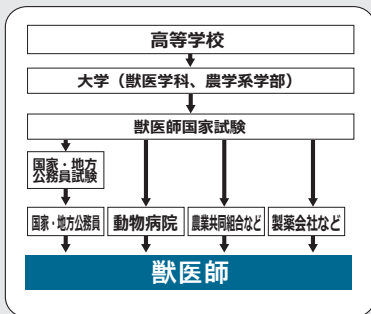 高等学校
大学（獣医学科、農学系学部）
獣医師国家試験
国家・地方
公務員試験
国家・地方公務員
動物病院
農業共同組合など
製薬会社など
獣医師